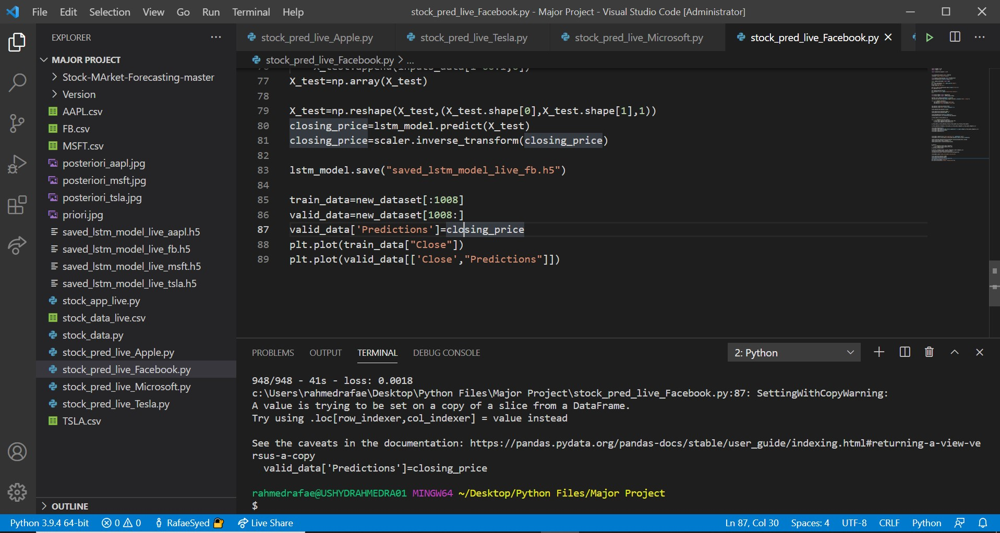 File Edit Selection View Go Run Terminal Help
stock_pred_live_Facebook.py - Major Project - Visual Studio Code [Administrator]
EXPLORER
MAJOR PROJECT
Stock-MArket-Forecasting-master
Version
AAPL.csv
FB.csv
MSFT.csv
posteriori_aapl.jpg
posteriori_msft.jpg
posteriori_tsla.jpg
priori.jpg
saved_lstm_model_live_aapl.h5
saved_lstm_model_live_fb.h5
saved_lstm_model_live_msft.h5
saved_lstm_model_live_tsla.h5
stock_app_live.py
stock_data_live.csv
stock_data.py
stock_pred_live_Apple.py
stock_pred_live_Facebook.py
stock_pred_live_Microsoft.py
stock_pred_live_Tesla.py
TSLA.csv
OUTLINE
stock_pred_live_Apple.py stock_pred_live_Tesla.py stock_pred_live_Microsoft.py stock_pred_live_Facebook.py
stock_pred_live_Facebook.py > ...
77 X_test=np.array(X_test)
78
79 X_test=np.reshape(X_test,(X_test.shape[0],X_test.shape[1],1))
80 closing_price=lstm_model.predict(X_test)
81 closing_price=scaler.inverse_transform(closing_price)
82
83 lstm_model.save("saved_lstm_model_live_fb.h5")
84
85 train_data=new_dataset[:1008]
86 valid_data=new_dataset[1008:]
87 valid_data['Predictions']=closing_price
88 plt.plot(train_data["Close"])
89 plt.plot(valid_data[['Close',"Predictions"]])
PROBLEMS OUTPUT TERMINAL DEBUG CONSOLE
2: Python
948/948 - 41s - loss: 0.0018
c:\Users\rahmedrafae\Desktop\Python Files\Major Project\stock_pred_live_Facebook.py:87: SettingWithCopyWarning:
A value is trying to be set on a copy of a slice from a DataFrame.
Try using .loc[row_indexer,col_indexer] = value instead
See the caveats in the documentation: https://pandas.pydata.org/pandas-docs/stable/user_guide/indexing.html#returning-a-view-ve
rsus-a-copy
valid_data['Predictions']=closing_price
rahmedrafae@USHYDRAHMEDRA01 MINGW64 ~/Desktop/Python Files/Major Project
$
Python 3.9.4 64-bit 0 0 RafaeSyed Live Share
Ln 87, Col 30 Spaces: 4 UTF-8 CRLF Python